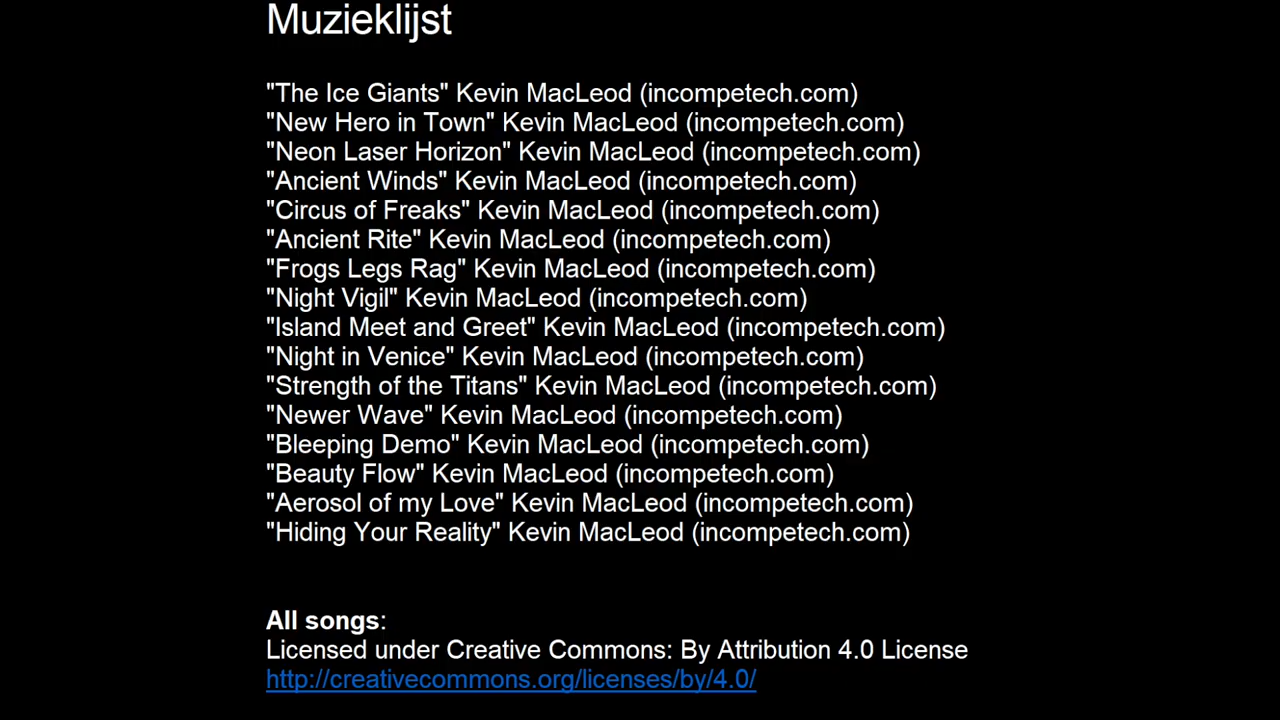 Muzieklijst
"The Ice Giants" Kevin MacLeod (incompetech.com)
"New Hero in Town" Kevin MacLeod (incompetech.com)
"Neon Laser Horizon" Kevin MacLeod (incompetech.com)
"Ancient Winds" Kevin MacLeod (incompetech.com)
"Circus of Freaks" Kevin MacLeod (incompetech.com)
"Ancient Rite" Kevin MacLeod (incompetech.com)
"Frogs Legs Rag" Kevin MacLeod (incompetech.com)
"Night Vigil" Kevin MacLeod (incompetech.com)
"Island Meet and Greet" Kevin MacLeod (incompetech.com)
"Night in Venice" Kevin MacLeod (incompetech.com)
"Strength of the Titans" Kevin MacLeod (incompetech.com)
"Newer Wave" Kevin MacLeod (incompetech.com)
"Bleeping Demo" Kevin MacLeod (incompetech.com)
"Beauty Flow" Kevin MacLeod (incompetech.com)
"Aerosol of my Love" Kevin MacLeod (incompetech.com)
"Hiding Your Reality" Kevin MacLeod (incompetech.com)
All songs:
Licensed under Creative Commons: By Attribution 4.0 License
http://creativecommons.org/licenses/by/4.0/